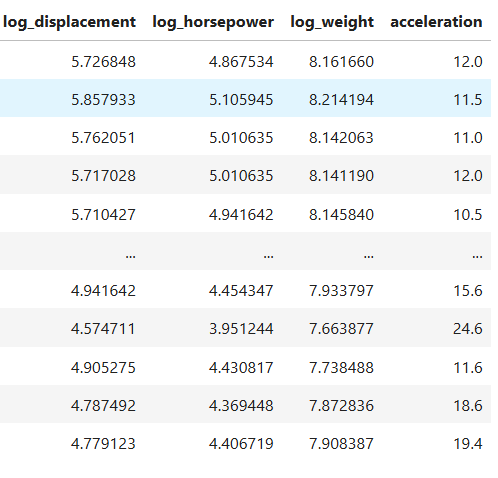 log_displacement log_horsepower log_weight acceleration
5.726848 4.867534 8.161660 12.0
5.857933 5.105945 8.214194 11.5
5.762051 5.010635 8.142063 11.0
5.717028 5.010635 8.141190 12.0
5.710427 4.941642 8.145840 10.5
... ... ... ...
4.941642 4.454347 7.933797 15.6
4.574711 3.951244 7.663877 24.6
4.905275 4.430817 7.738488 11.6
4.787492 4.369448 7.872836 18.6
4.779123 4.406719 7.908387 19.4